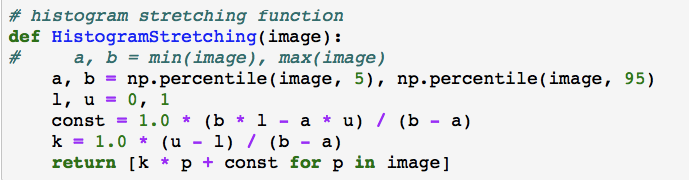 # histogram stretching function
def HistogramStretching(image):
#     a, b = min(image), max(image)
    a, b = np.percentile(image, 5), np.percentile(image, 95)
    l, u = 0, 1
    const = 1.0 * (b * l - a * u) / (b - a)
    k = 1.0 * (u - l) / (b - a)
    return [k * p + const for p in image]